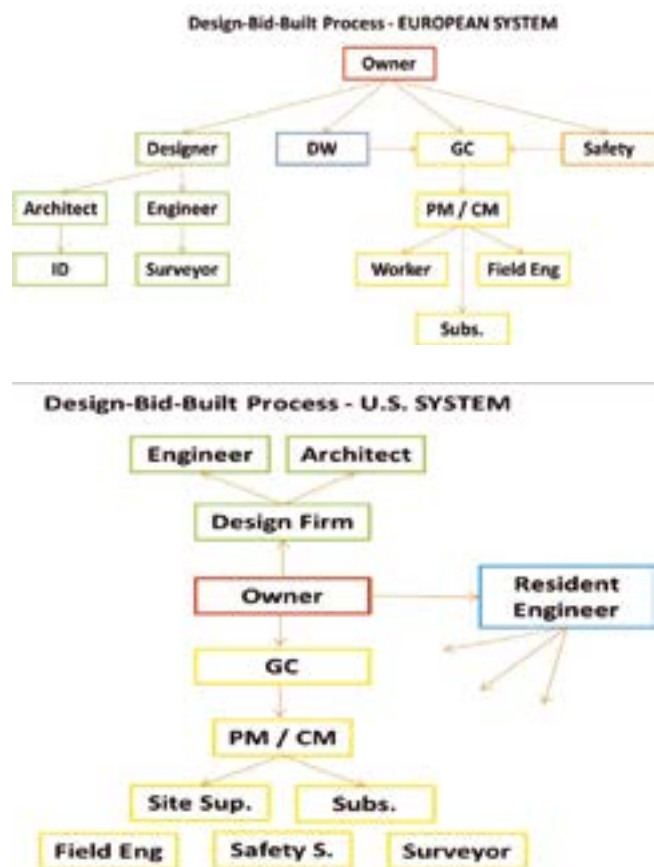 Design-Bid-Built Process - EUROPEAN SYSTEM
Owner
Designer DW GC Safety
Architect Engineer PM / CM
ID Surveyor Worker Field Eng
Subs.
Design-Bid-Built Process - U.S. SYSTEM
Engineer Architect
Design Firm
Owner Resident
Engineer
GC
PM / CM
Site Sup. Subs.
Field Eng Safety S. Surveyor